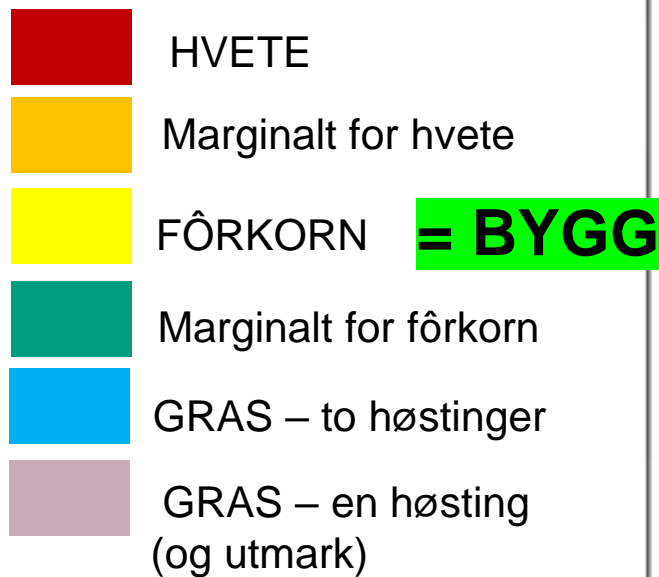 HVETE
Marginalt for hvete
FÔRKORN = BYGG
Marginalt for fôrkorn
GRAS – to høstinger
GRAS – en høsting
(og utmark)